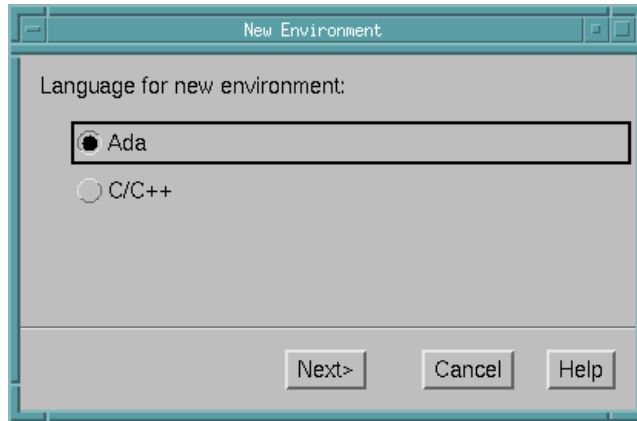 New Environment
Language for new environment:
Ada
C/C++
Next> Cancel Help